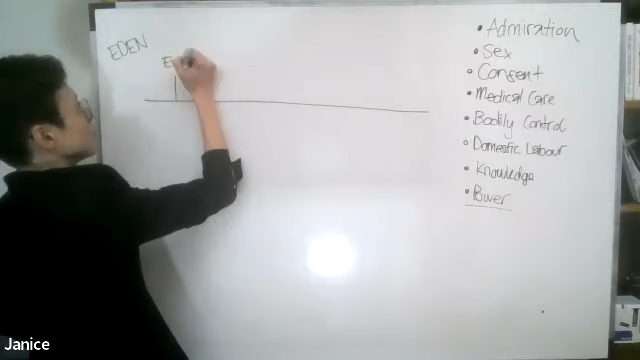 EDEN
• Admiration
• Sex
• Consent
• Medical Care
• Bodily Control
• Domestic Labour
• Knowledge
• Power
Janice